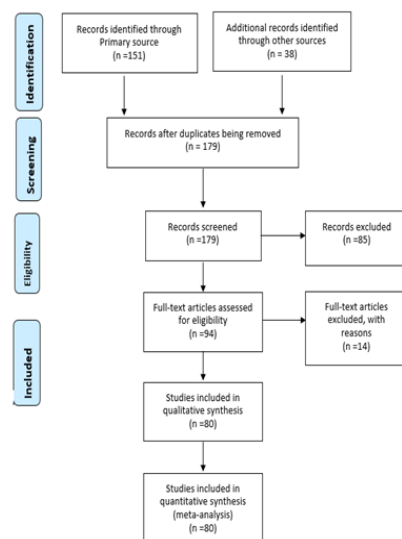 Identification
Records identified through
Primary source
(n =151)
Additional records identified
through other sources
(n = 38)
Screening
Records after duplicates being removed
(n = 179)
Eligibility
Records screened
(n =179)
Records excluded
(n =85)
Full-text articles assessed
for eligibility
(n =94)
Full-text articles
excluded, with
reasons
(n =14)
Included
Studies included in
qualitative synthesis
(n =80)
Studies included in
quantitative synthesis
(meta-analysis)
(n =80)